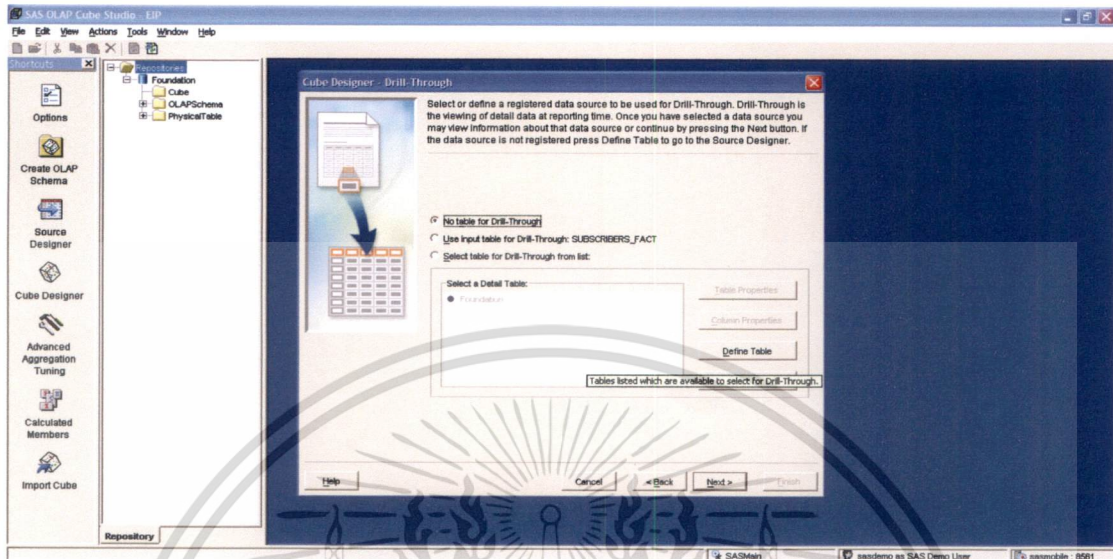 SAS OLAP Cube Studio - EIP
File Edit View Actions Tools Window Help
Shortcuts
Options
Create OLAP
Schema
Source
Designer
Cube Designer
Advanced
Aggregation
Tuning
Calculated
Members
Import Cube
Repositories
Foundation
Cube
OLAPSchema
PhysicalTable
Repository
Cube Designer - Drill-Through
Select or define a registered data source to be used for Drill-Through. Drill-Through is
the viewing of detail data at reporting time. Once you have selected a data source you
may view information about that data source or continue by pressing the Next button. If
the data source is not registered press Define Table to go to the Source Designer.
No table for Drill-Through
Use input table for Drill-Through: SUBSCRIBERS_FACT
Select table for Drill-Through from list:
Select a Detail Table:
Foundation
Table Properties
Column Properties
Define Table
Tables listed which are available to select for Drill-Through.
Help
Cancel
< Back
Next >
Finish
SASMain
sasdemo as SAS Demo User
sasmobile : 8561